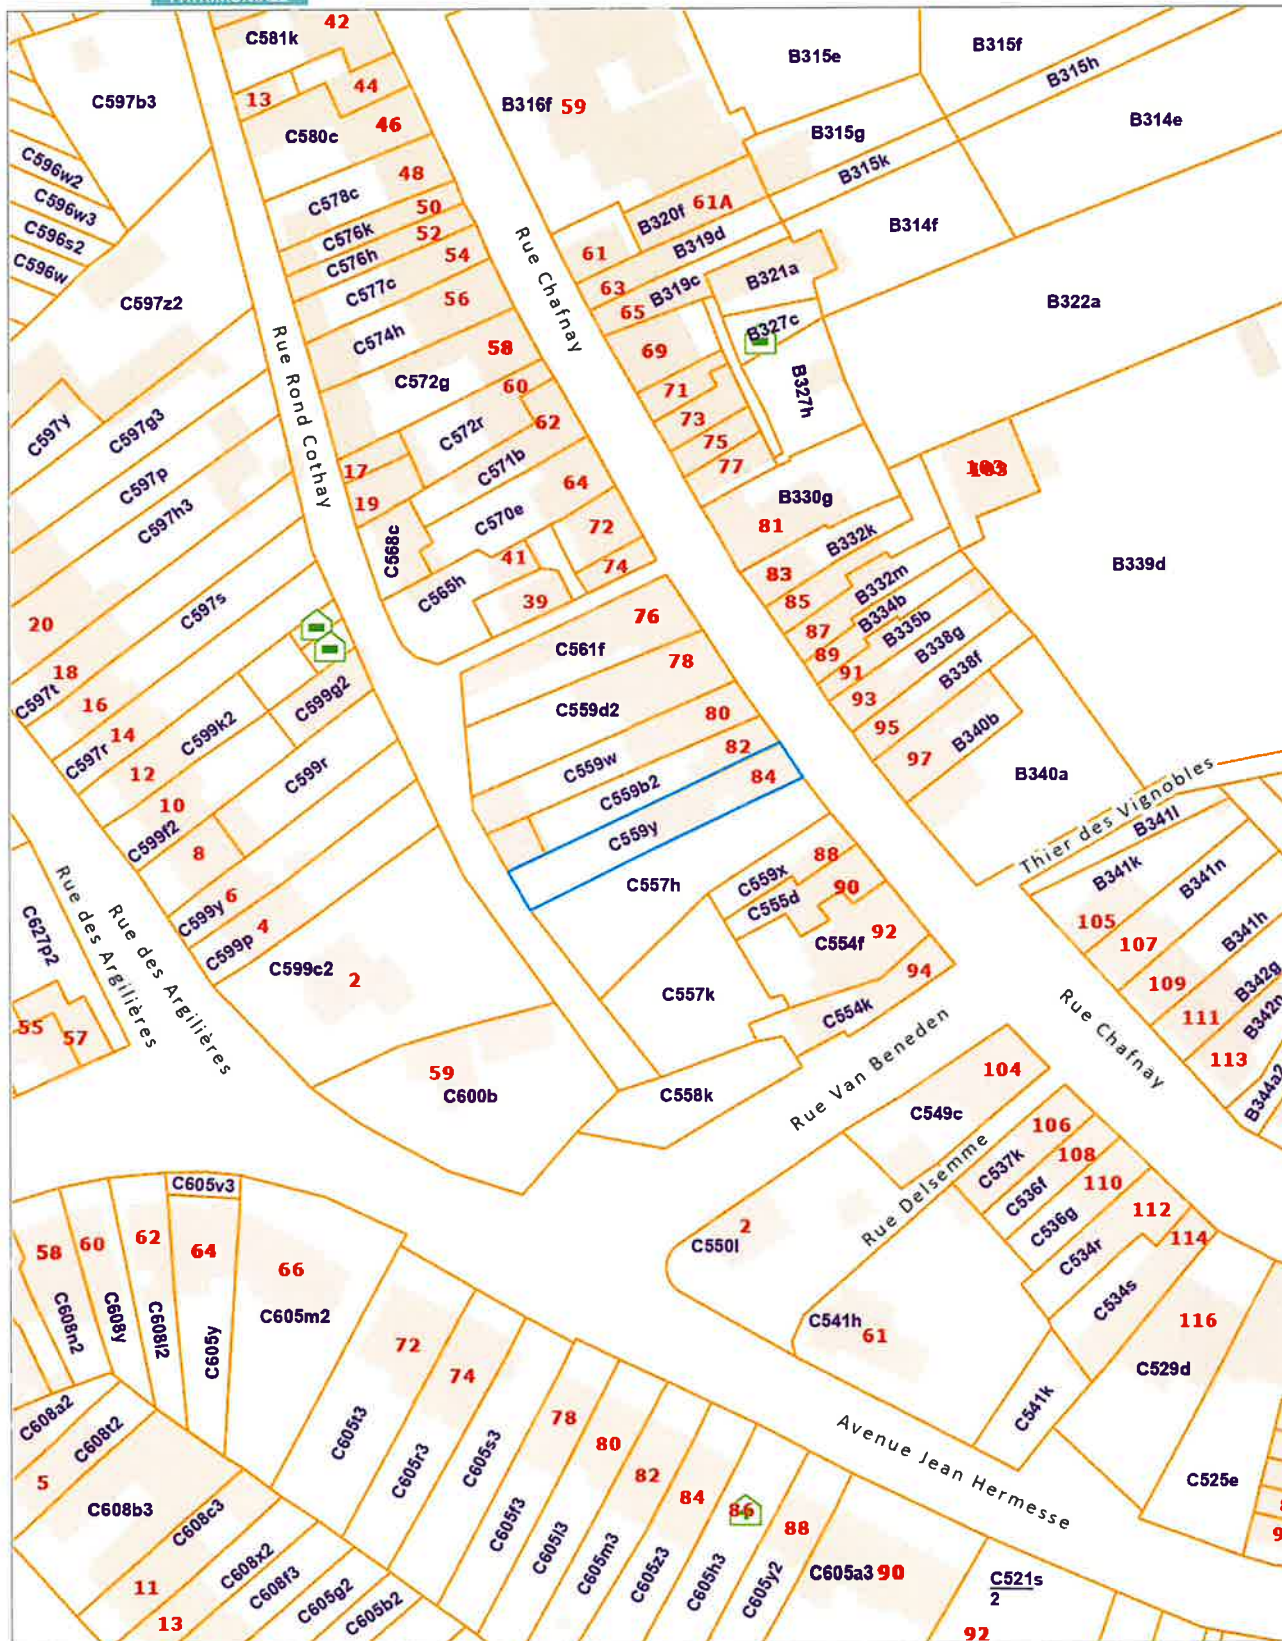 42
C581k
B315e
B315f
B315h
44
13
C597b3
B316f 59
B314e
46
C580c
B315g
B315k
C596w2
48
C578c
C596w3
50
61A
B320f
B314f
C576k
C596s2
52
B319d
C576h
61
54
C596w
B321a
C577c
63
B319c
C597z2
56
65
B322a
Rue Chafnay
B327c
C574h
58
69
Rue Rond Cothay
C572g
60
71
B327h
62
C597y
C597g3
C572r
73
75
C571b
17
77
103
C597p
64
B330g
19
C597h3
C570e
72
81
B332k
C568c
41
74
B339d
83
C565h
B332m
39
85
C597s
B334b
76
20
87
B335b
C561f
89
B338g
78
18
91
B338f
C599g2
93
C597t
16
C559d2
80
95
B340b
14
C599k2
82
97
C597r
C559w
84
B340a
12
C599r
C559b2
Thier des Vignobles
10
C559y
B341l
C599f2
8
88
B341k
C559x
B341n
C557h
90
6
C555d
105
C599y
4
92
B341h
C627p2
Rue des Argilières
Rue des Argilières
C554f
107
C599p
C599c2
2
94
109
B342g
C557k
C554k
111
55
57
Rue Chafnay
113
59
Rue Van Beneden
104
C600b
C558k
C549c
B344a2
106
C537k
108
Rue Delsemme
C605v3
C536f
110
C536g
112
2
C550l
62
60
58
64
114
C534r
66
C534s
C608n2
C608y
C608l2
C605y
C605m2
C541h
61
116
72
C529d
74
C608a2
C541k
C605t3
78
C608t2
80
C605r3
C605s3
Avenue Jean Hermesse
5
82
C525e
84
C608b3
86
C608c3
88
C605f3
C605l3
C605m3
C605z3
C605h3
C605y2
C608x2
C605a3 90
11
C608f3
C521s
2
C605g2
13
C605b2
92